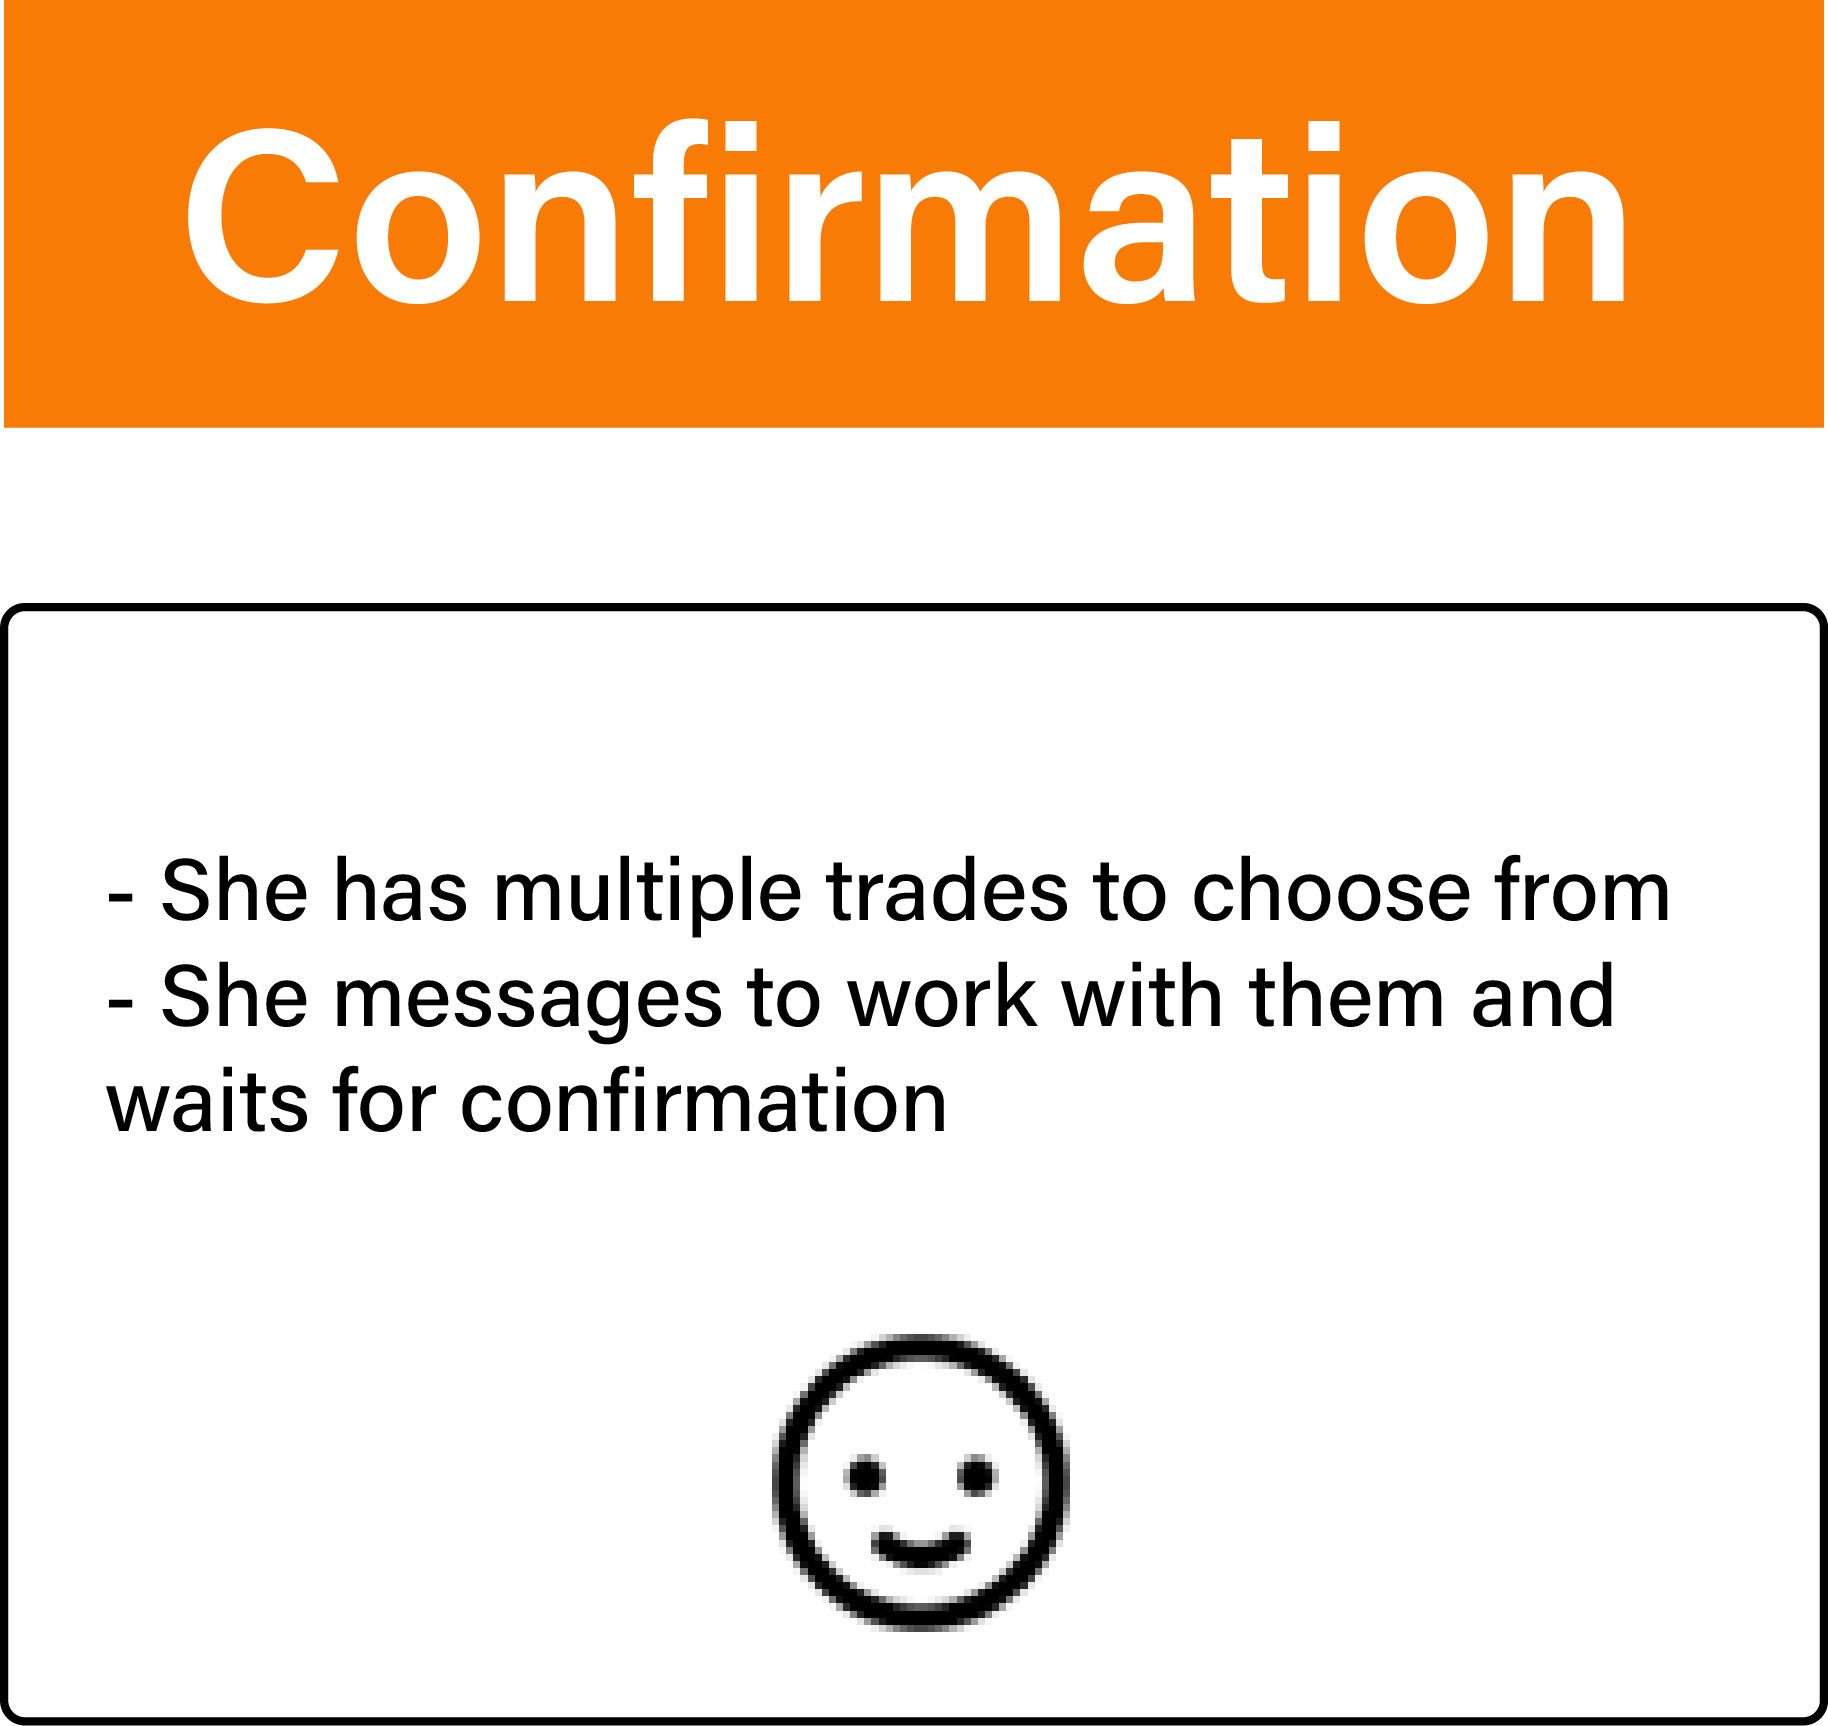 Confirmation
- She has multiple trades to choose from
- She messages to work with them and
waits for confirmation